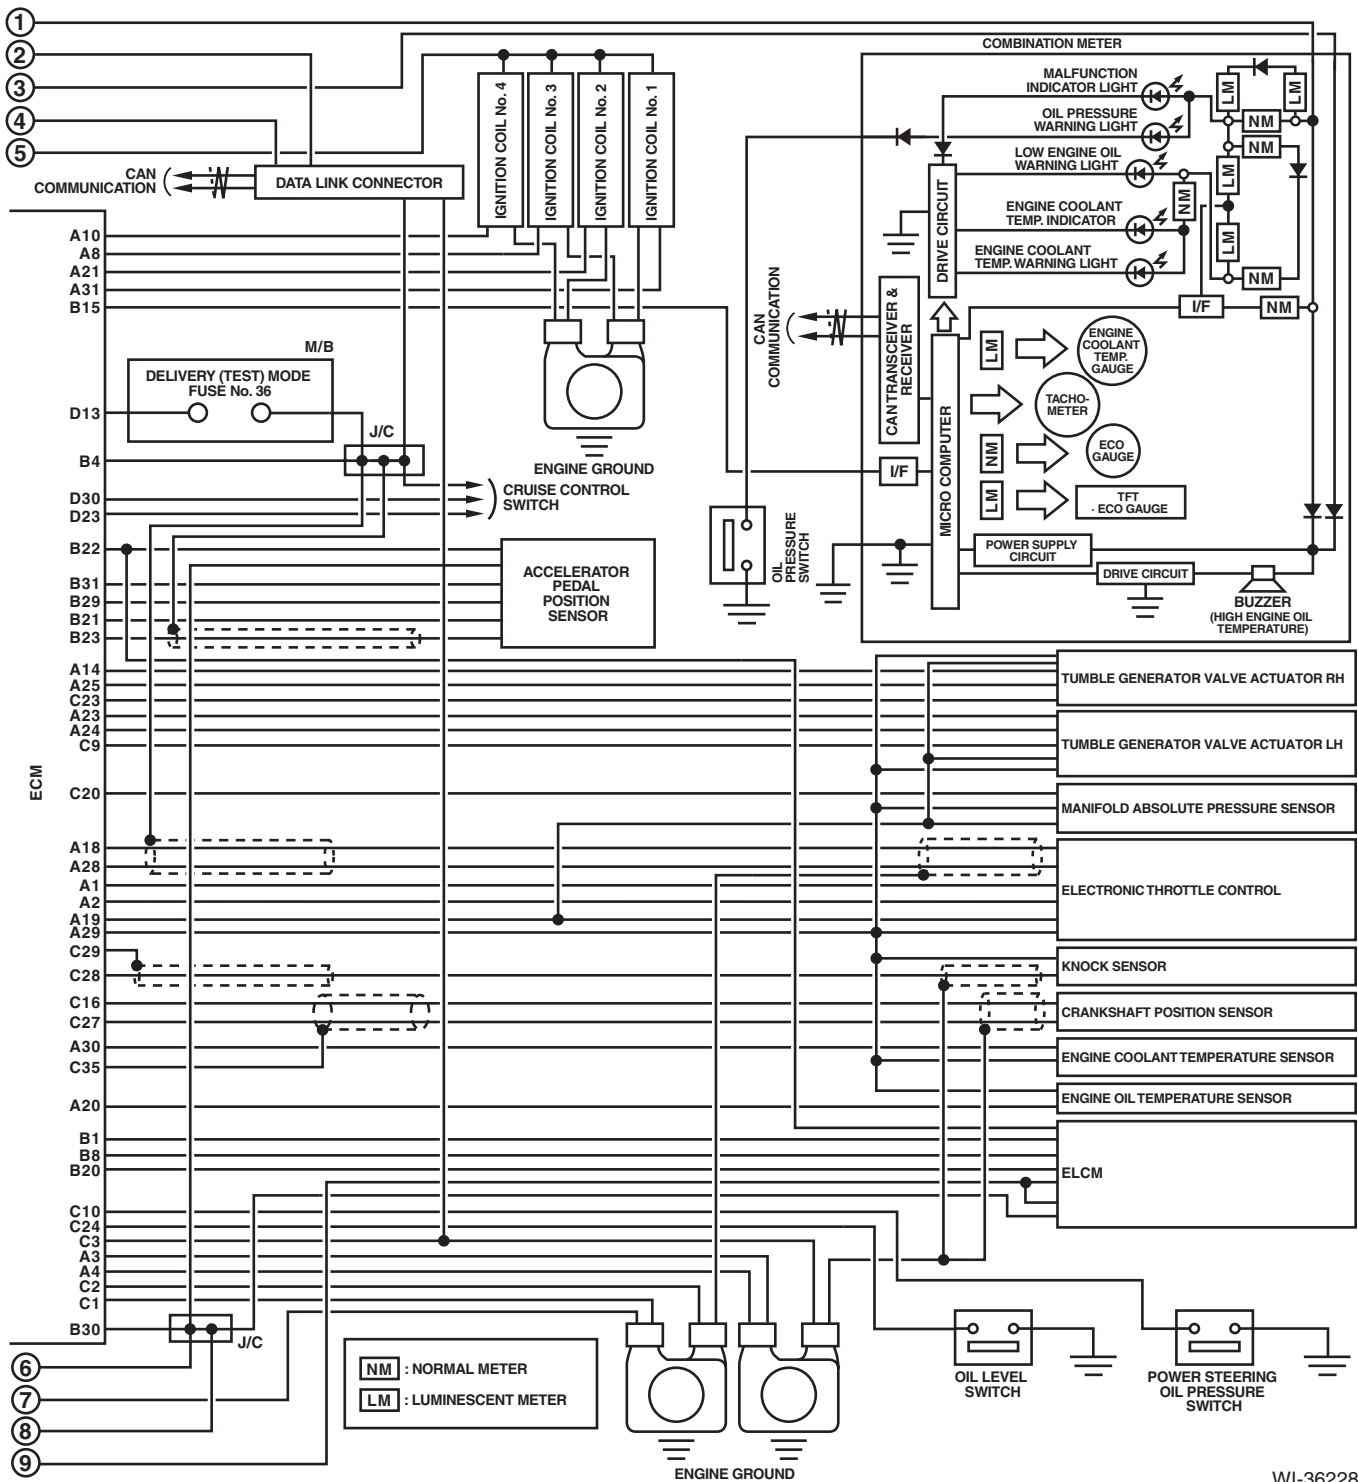 1
2
3
4
5
CAN
COMMUNICATION
DATA LINK CONNECTOR
IGNITION COIL No. 4
IGNITION COIL No. 3
IGNITION COIL No. 2
IGNITION COIL No. 1
COMBINATION METER
MALFUNCTION
INDICATOR LIGHT
OIL PRESSURE
WARNING LIGHT
LOW ENGINE OIL
WARNING LIGHT
ENGINE COOLANT
TEMP. INDICATOR
ENGINE COOLANT
TEMP. WARNING LIGHT
LM
LM
NM
NM
LM
NM
LM
NM
I/F
NM
DRIVE CIRCUIT
CAN TRANSCEIVER &
RECEIVER
CAN
COMMUNICATION
MICRO COMPUTER
I/F
LM
ENGINE
COOLANT
TEMP.
GAUGE
TACHO-
METER
NM
ECO
GAUGE
LM
TFT
· ECO GAUGE
POWER SUPPLY
CIRCUIT
DRIVE CIRCUIT
BUZZER
(HIGH ENGINE OIL
TEMPERATURE)
OIL
PRESSURE
SWITCH
ENGINE GROUND
ECM
A10
A8
A21
A31
B15
M/B
DELIVERY (TEST) MODE
FUSE No. 36
D13
J/C
B4
D30
D23
CRUISE CONTROL
SWITCH
B22
B31
B29
B21
B23
ACCELERATOR
PEDAL
POSITION
SENSOR
A14
A25
C23
A23
A24
C9
C20
A18
A28
A1
A2
A19
A29
C29
C28
C16
C27
A30
C35
A20
B1
B8
B20
C10
C24
C3
A3
A4
C2
C1
B30
J/C
TUMBLE GENERATOR VALVE ACTUATOR RH
TUMBLE GENERATOR VALVE ACTUATOR LH
MANIFOLD ABSOLUTE PRESSURE SENSOR
ELECTRONIC THROTTLE CONTROL
KNOCK SENSOR
CRANKSHAFT POSITION SENSOR
ENGINE COOLANT TEMPERATURE SENSOR
ENGINE OIL TEMPERATURE SENSOR
ELCM
6
7
8
9
NM : NORMAL METER
LM : LUMINESCENT METER
ENGINE GROUND
OIL LEVEL
SWITCH
POWER STEERING
OIL PRESSURE
SWITCH
WI-36228